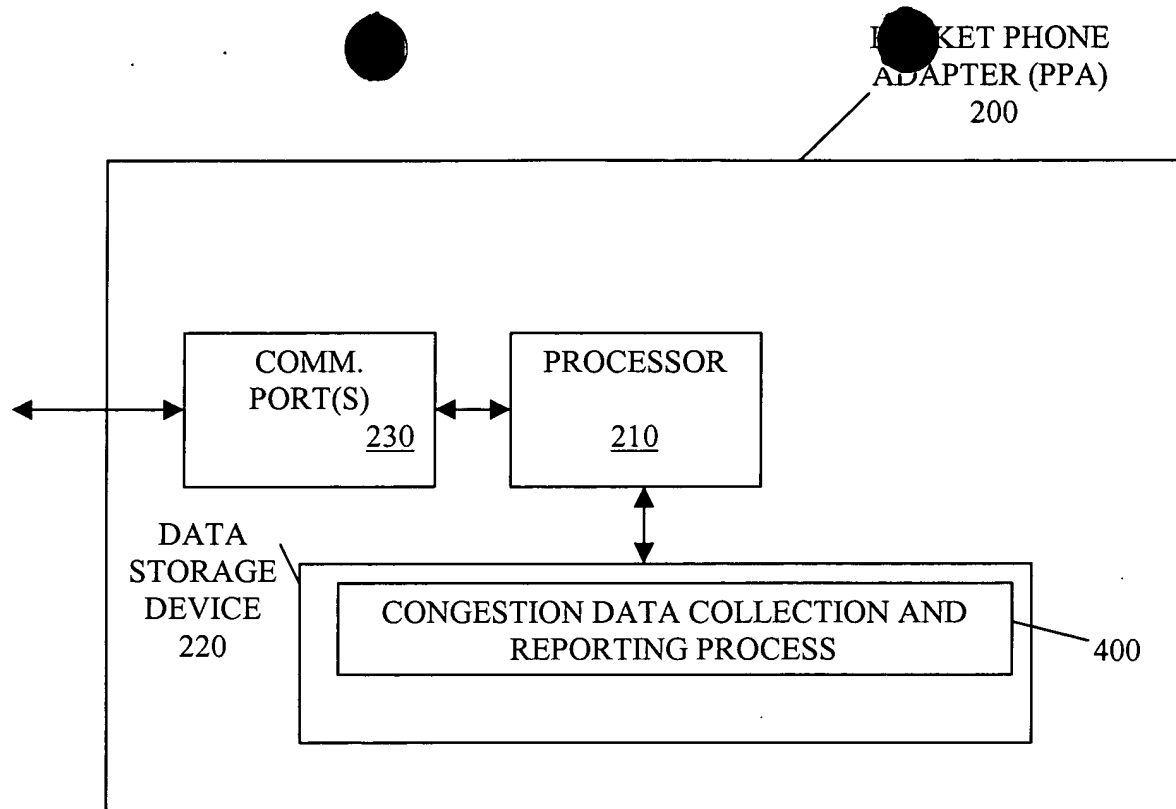 PHONE
ADAPTER (PPA)
200
COMM.
PORT(S)
230
PROCESSOR
210
DATA
STORAGE
DEVICE
220
CONGESTION DATA COLLECTION AND
REPORTING PROCESS
400